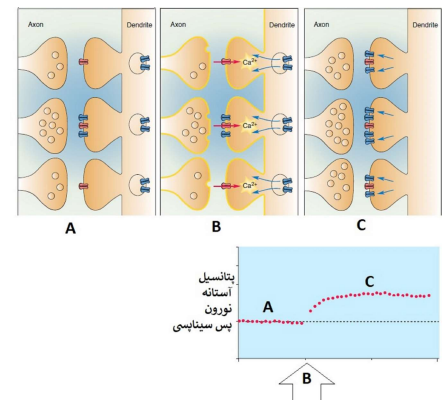 Axon
Dendrite
Axon
Dendrite
Axon
Dendrite
Ca²⁺
Ca²⁺
Ca²⁺
A
B
C
پتانسیل
آستانه
نورون
پس سیناپسی
A
C
B